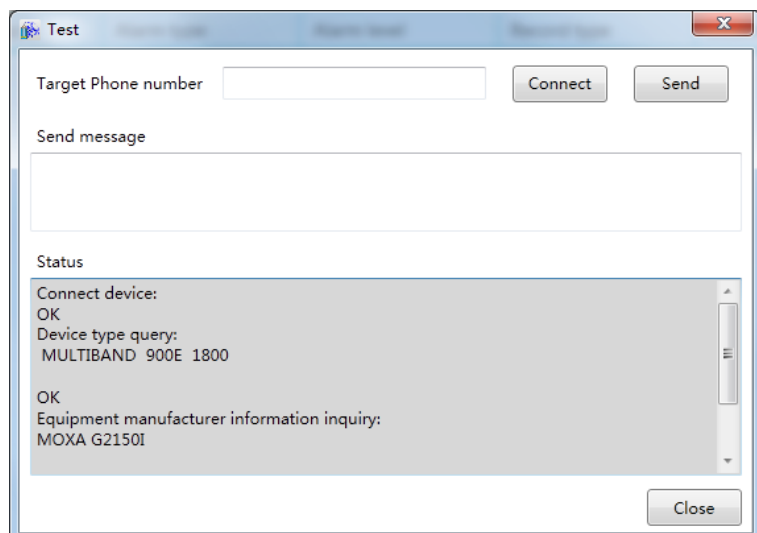 Test
Target Phone number
Connect
Send
Send message
Status
Connect device:
OK
Device type query:
MULTIBAND 900E 1800
OK
Equipment manufacturer information inquiry:
MOXA G2150I
Close